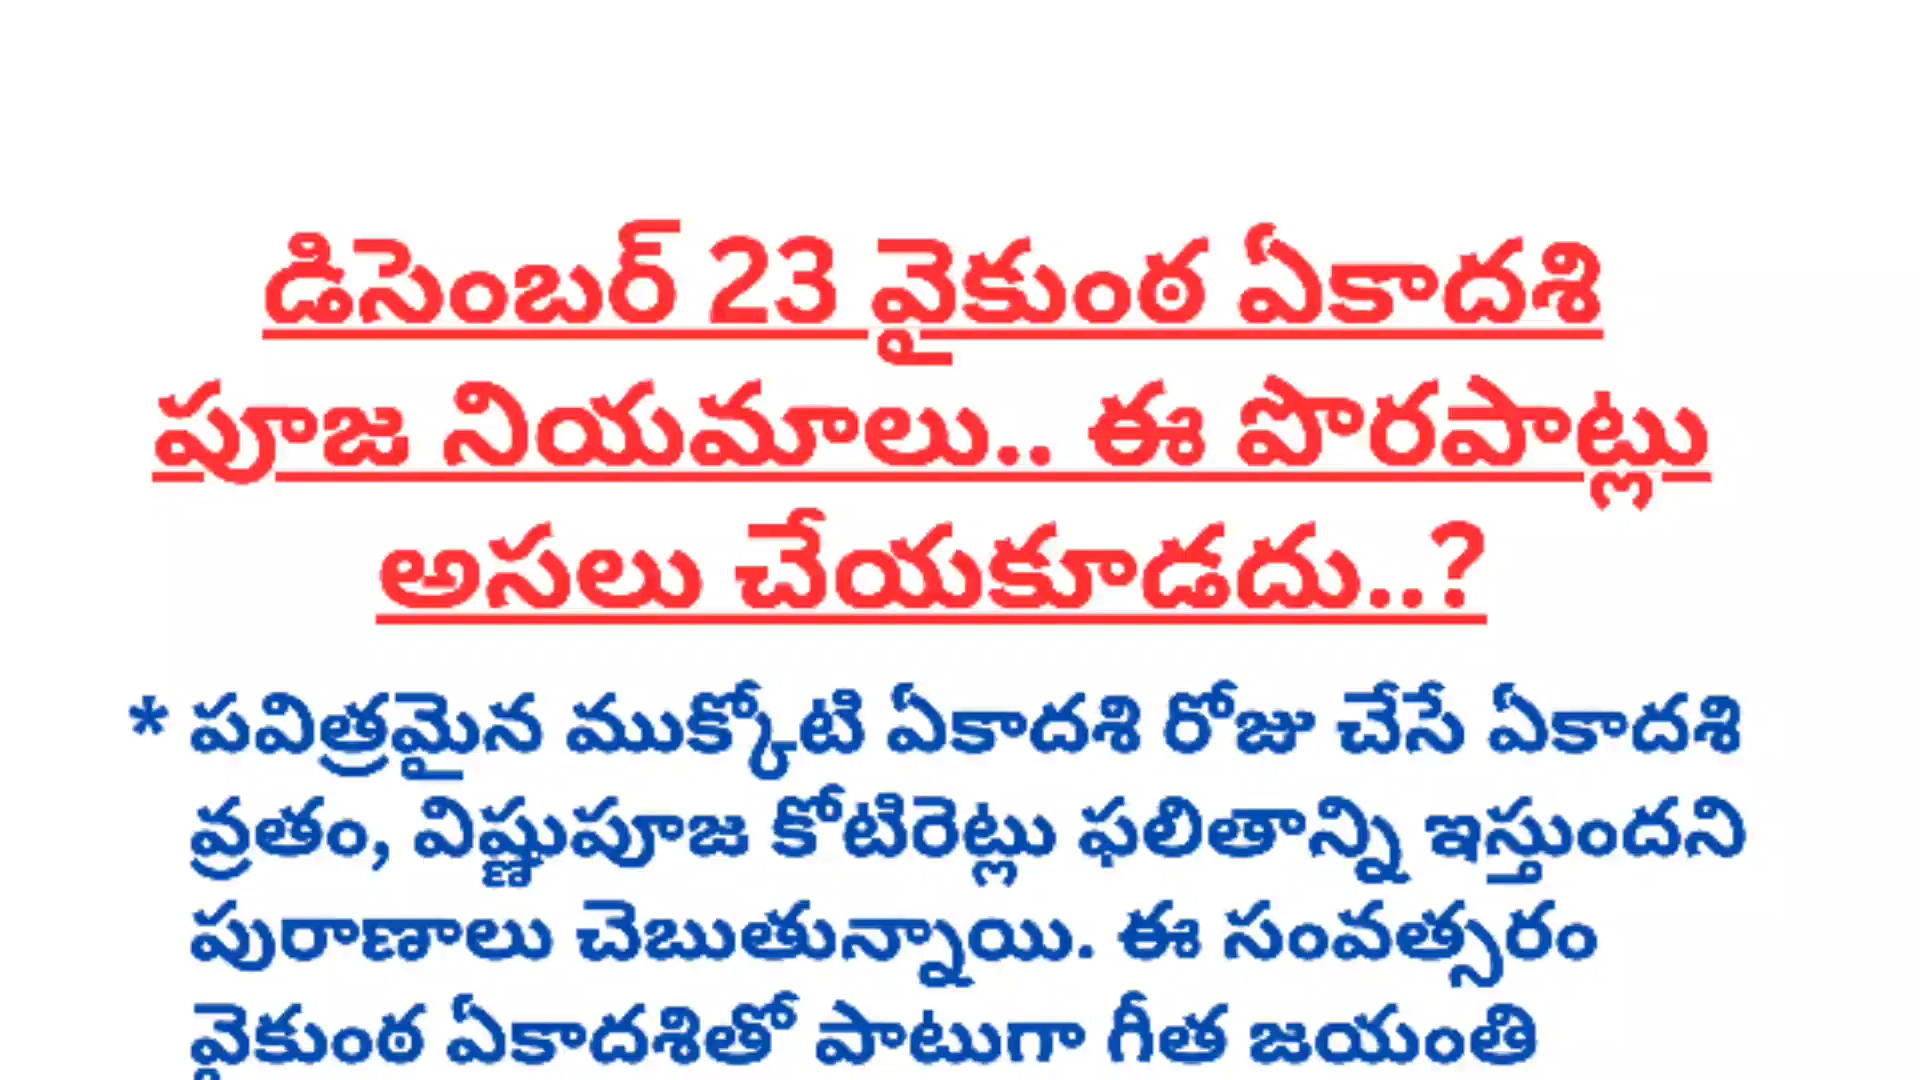 డిసెంబర్ 23 వైకుంఠ ఏకాదశి
పూజ నియమాలు.. ఈ పొరపాట్లు
అసలు చేయకూడదు..?
* పవిత్రమైన ముక్కోటి ఏకాదశి రోజు చేసే ఏకాదశి
వ్రతం, విష్ణుపూజ కోటిరెట్లు ఫలితాన్ని ఇస్తుందని
పురాణాలు చెబుతున్నాయి. ఈ సంవత్సరం
వైకుంఠ ఏకాదశితో పాటుగా గీత జయంతి